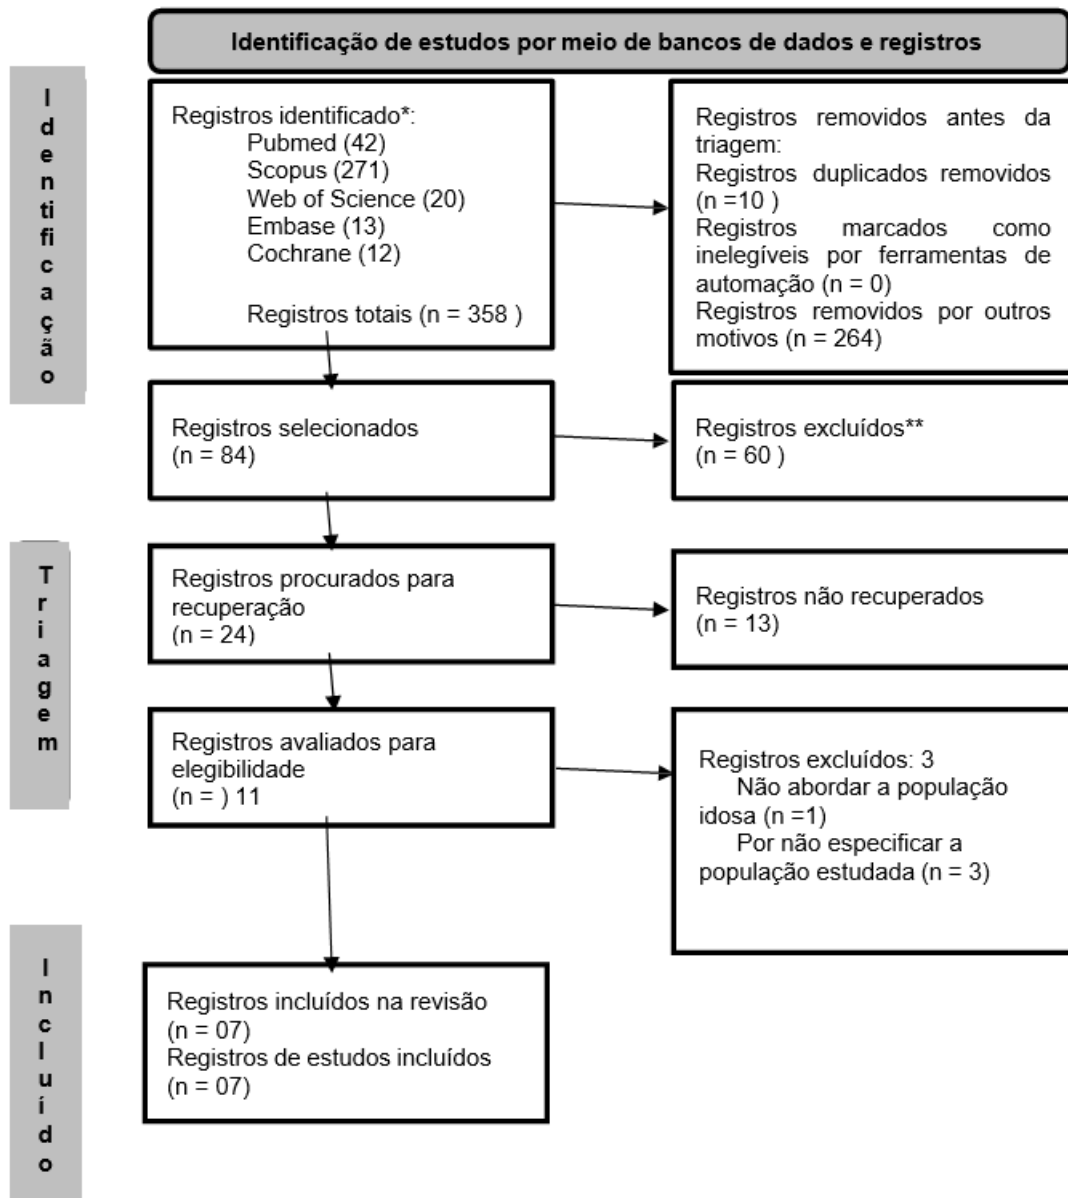 Identificação de estudos por meio de bancos de dados e registros
Identificação
Registros identificado*:
Pubmed (42)
Scopus (271)
Web of Science (20)
Embase (13)
Cochrane (12)
Registros totais (n = 358 )
Registros removidos antes da
triagem:
Registros duplicados removidos
(n =10 )
Registros marcados como
inelegíveis por ferramentas de
automação (n = 0)
Registros removidos por outros
motivos (n = 264)
Registros selecionados
(n = 84)
Registros excluídos**
(n = 60 )
Triagem
Registros procurados para
recuperação
(n = 24)
Registros não recuperados
(n = 13)
Registros avaliados para
elegibilidade
(n = ) 11
Registros excluídos: 3
Não abordar a população
idosa (n =1)
Por não especificar a
população estudada (n = 3)
Incluído
Registros incluídos na revisão
(n = 07)
Registros de estudos incluídos
(n = 07)